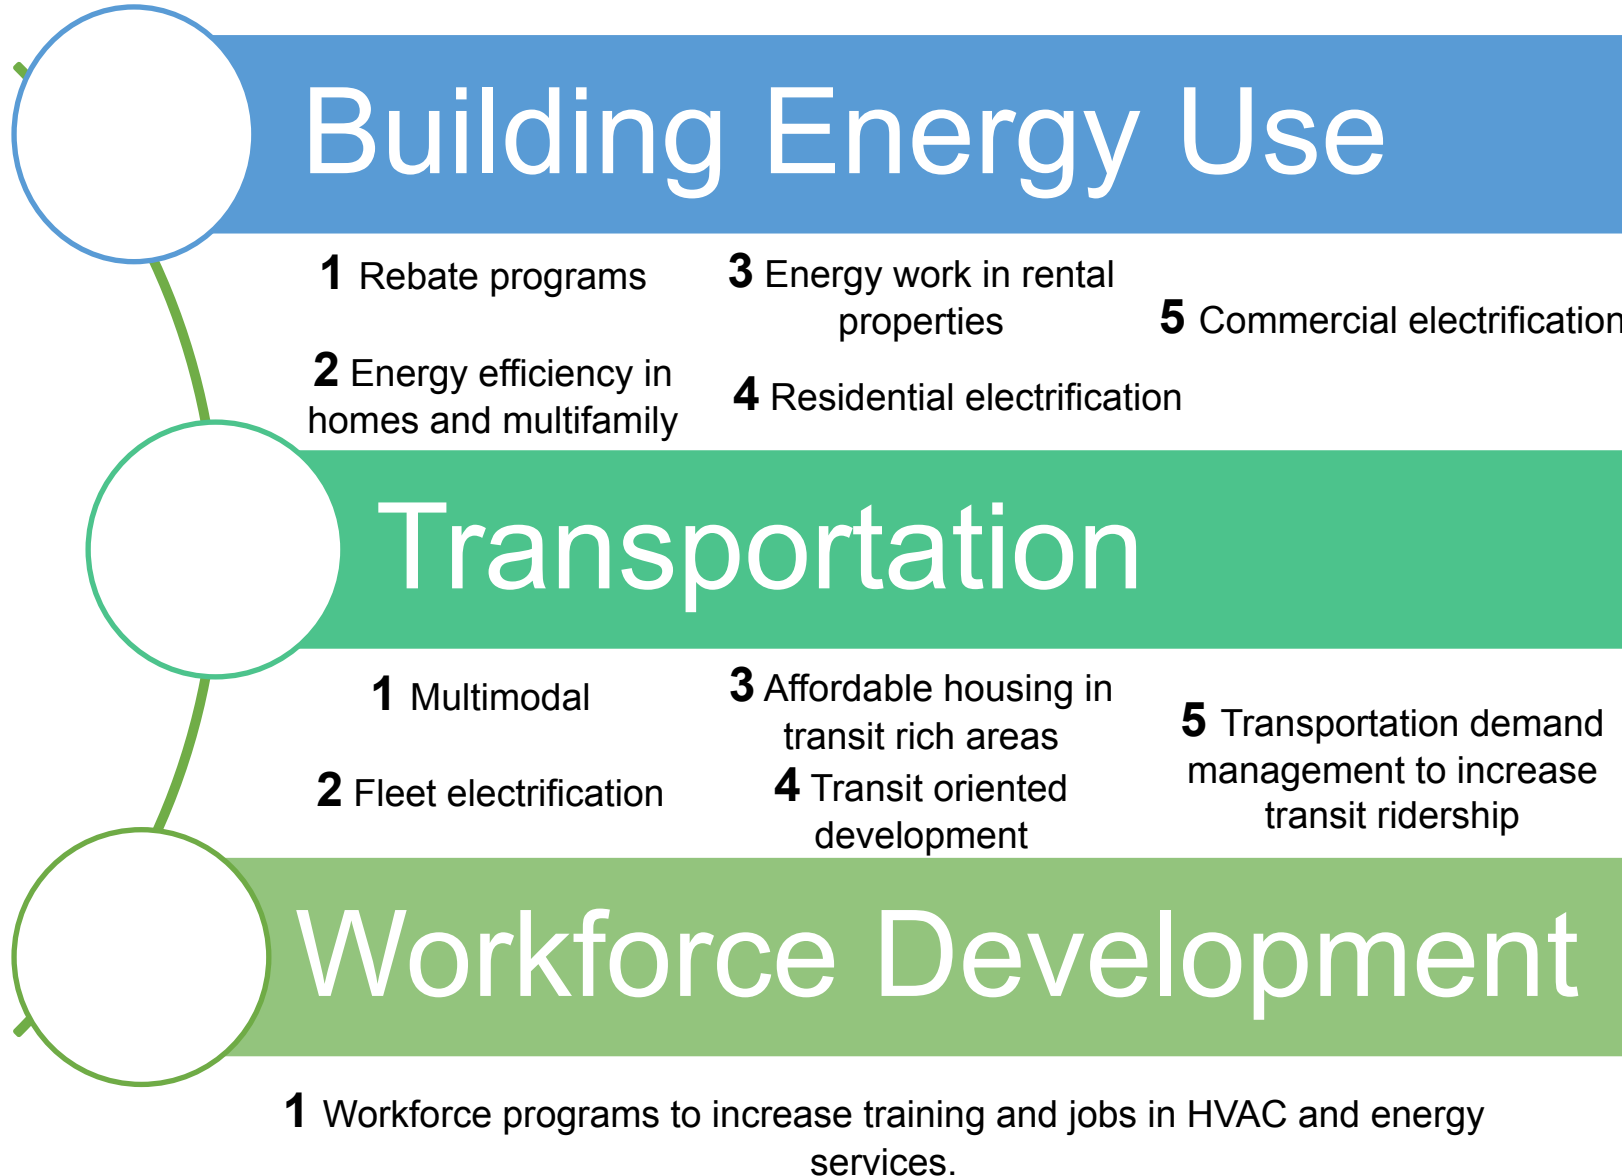 Building Energy Use
1 Rebate programs
2 Energy efficiency in
homes and multifamily
3 Energy work in rental
properties
4 Residential electrification
5 Commercial electrification
Transportation
1 Multimodal
2 Fleet electrification
3 Affordable housing in
transit rich areas
4 Transit oriented
development
5 Transportation demand
management to increase
transit ridership
Workforce Development
1 Workforce programs to increase training and jobs in HVAC and energy
services.